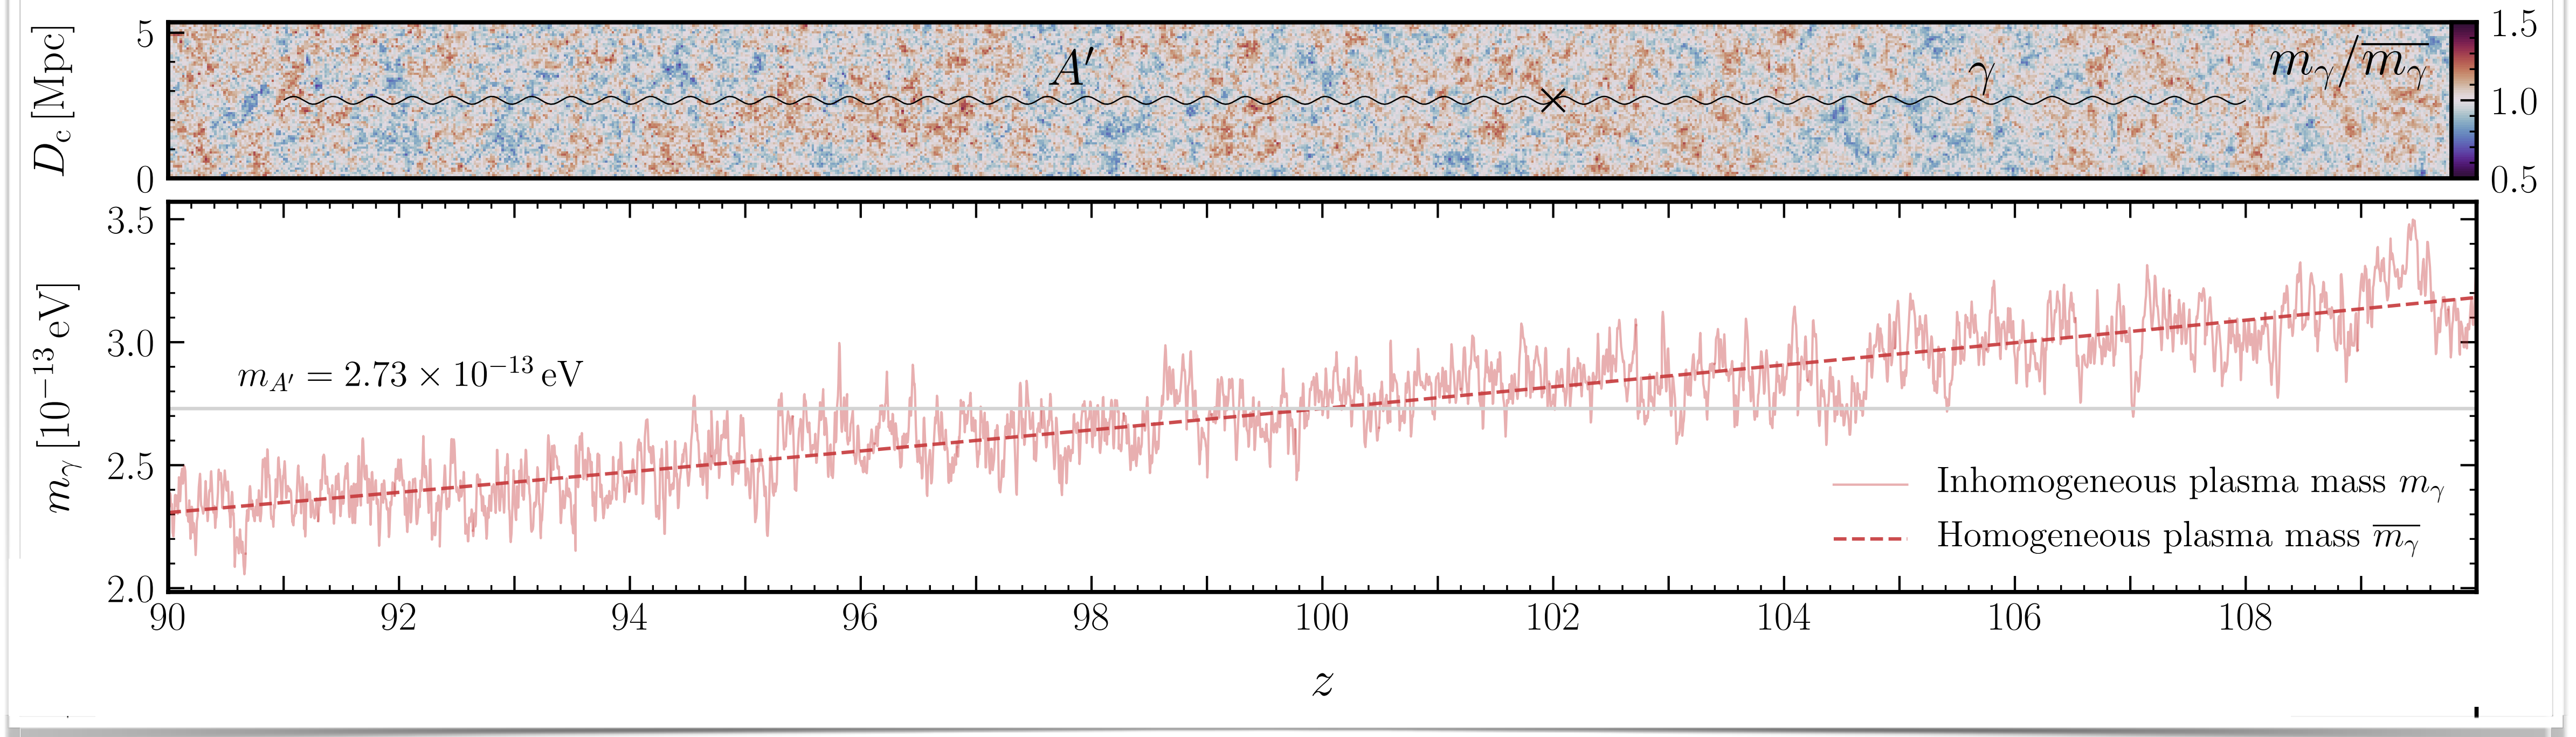 D_c [Mpc]
5
0
A′
γ
m_γ/\overline{m_γ}
1.5
1.0
0.5
m_γ [10^{−13} eV]
3.5
3.0
2.5
2.0
m_{A′} = 2.73 × 10^{−13} eV
Inhomogeneous plasma mass m_γ
Homogeneous plasma mass \overline{m_γ}
90 92 94 96 98 100 102 104 106 108
z